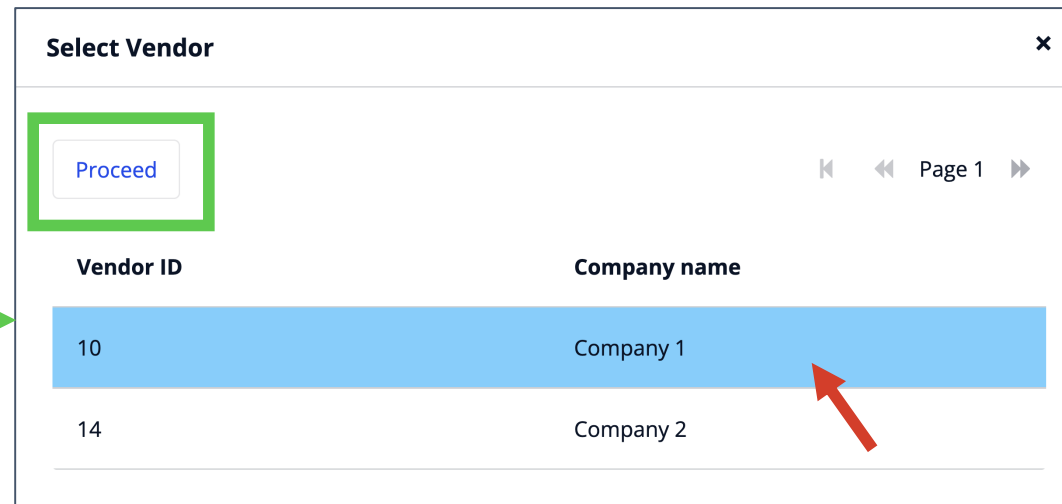 Select Vendor
Proceed
Page 1
Vendor ID Company name
10 Company 1
14 Company 2